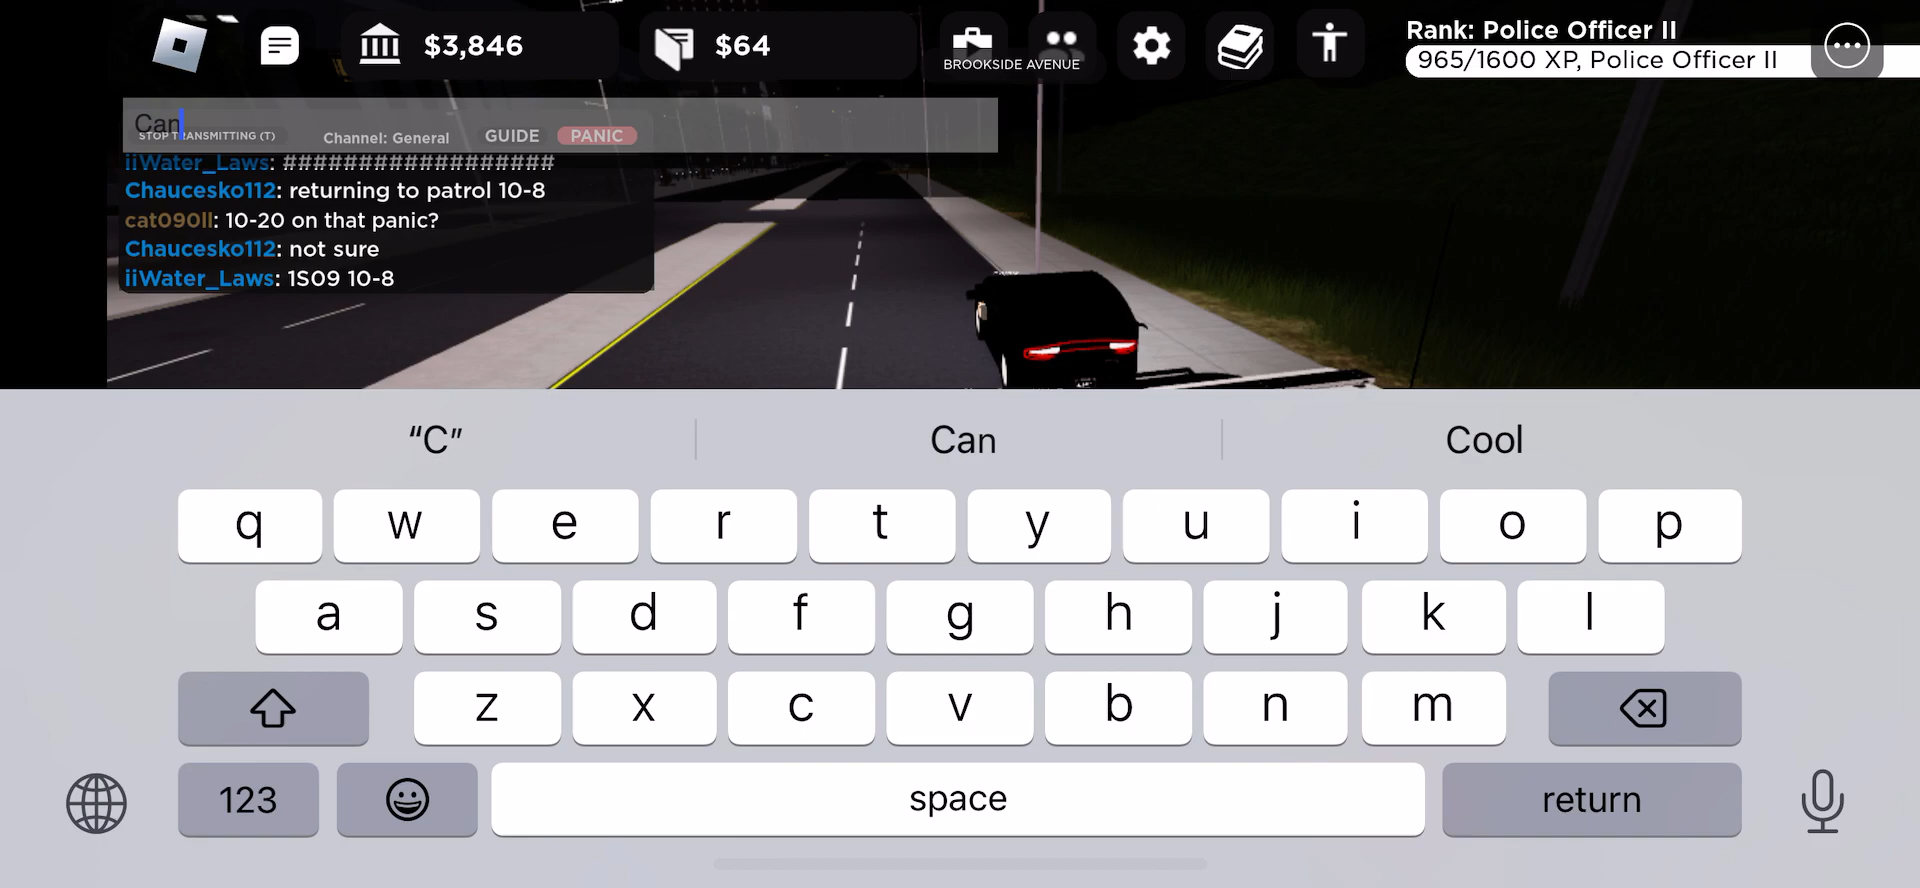 $3,846
$64
BROOKSIDE AVENUE
Rank: Police Officer II
965/1600 XP, Police Officer II
Can
STOP TRANSMITTING (T)
Channel: General
GUIDE
PANIC
iiWater_Laws: ##################
Chaucesko112: returning to patrol 10-8
cat090ll: 10-20 on that panic?
Chaucesko112: not sure
iiWater_Laws: 1S09 10-8
“C” Can Cool
q w e r t y u i o p
a s d f g h j k l
z x c v b n m
123 space return